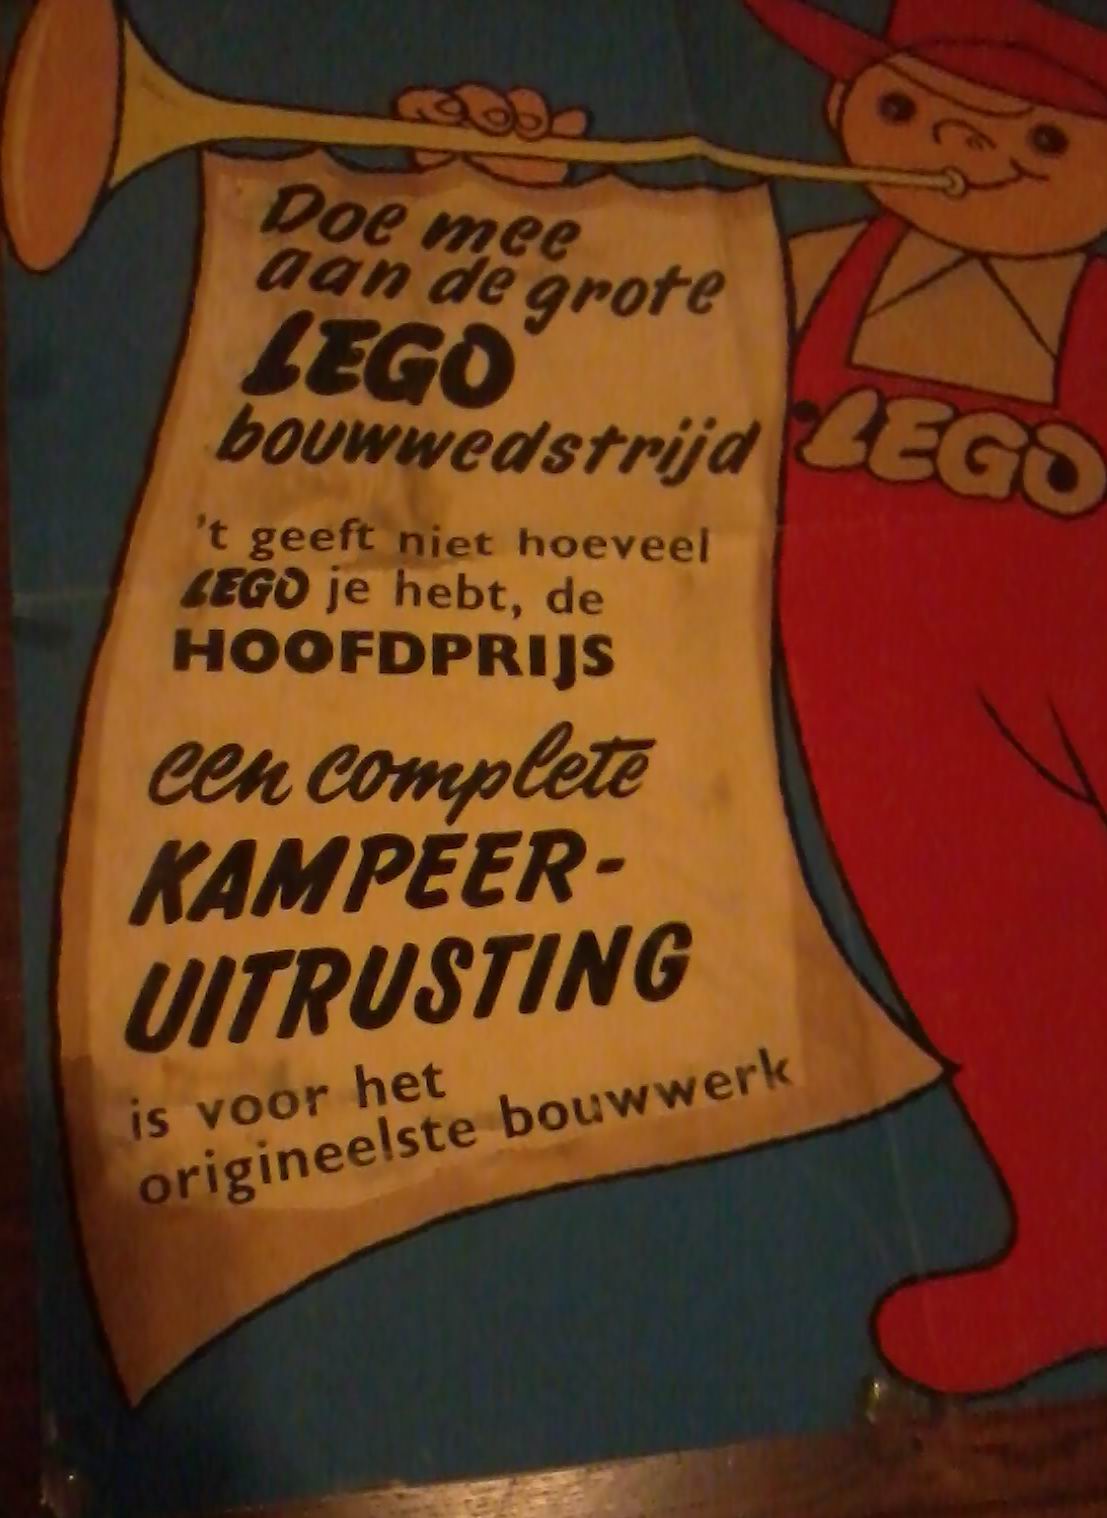 Doe mee
aan de grote
LEGO
bouwwedstrijd
't geeft niet hoeveel
LEGO je hebt, de
HOOFDPRIJS
een complete
KAMPEER-
UITRUSTING
is voor het
origineelste bouwwerk
LEGO